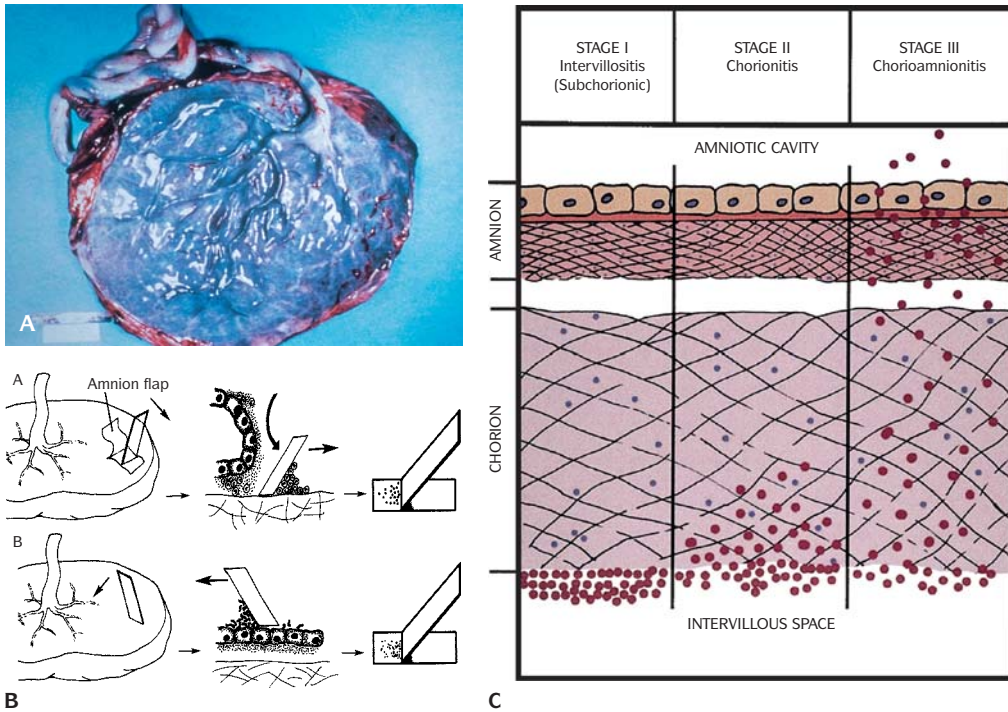 A
A
Amnion flap
B
B
STAGE I
Intervillositis
(Subchorionic)
STAGE II
Chorionitis
STAGE III
Chorioamnionitis
AMNIOTIC CAVITY
AMNION
CHORION
INTERVILLOUS SPACE
C